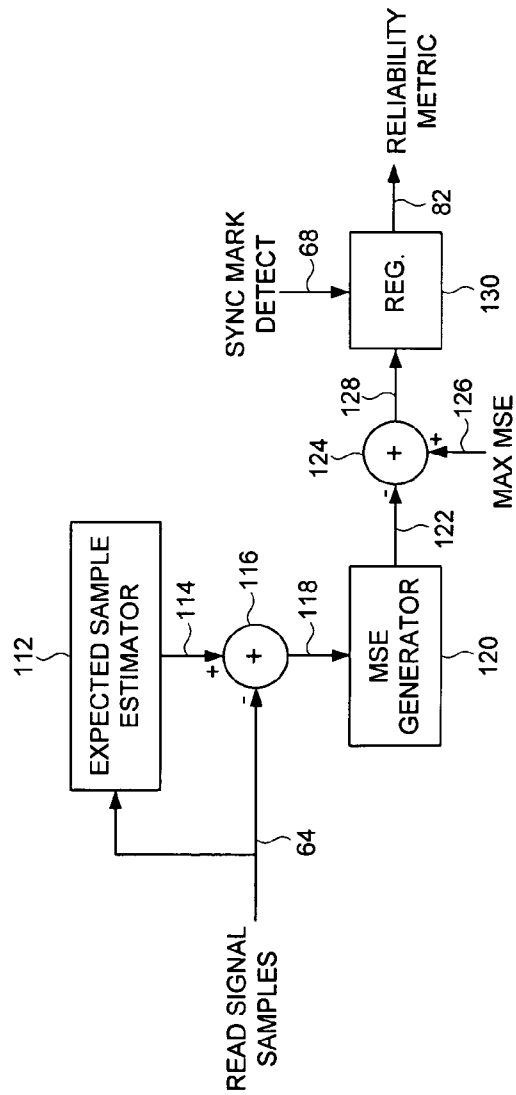 112
EXPECTED SAMPLE
ESTIMATOR
114
+
116
+
-
READ SIGNAL
SAMPLES
64
118
MSE
GENERATOR
120
122
-
124
+
+
126
MAX MSE
128
SYNC MARK
DETECT
68
REG.
130
82
RELIABILITY
METRIC